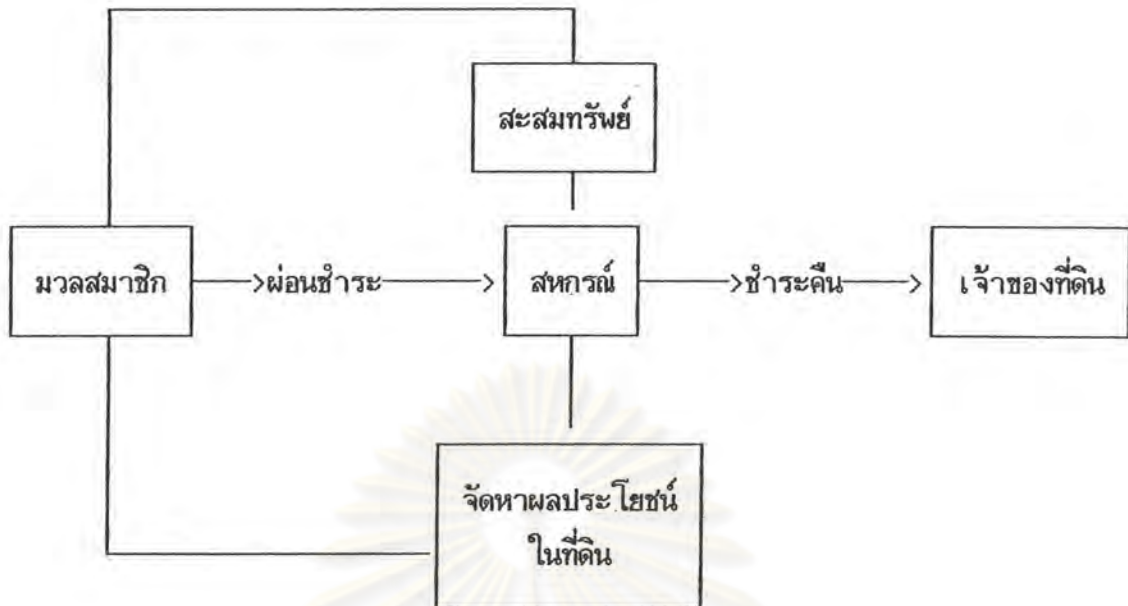 สะสมทรัพย์
มวลสมาชิก
ผ่อนชำระ
สหกรณ์
ชำระคืน
เจ้าของที่ดิน
จัดหาผลประโยชน์
ในที่ดิน